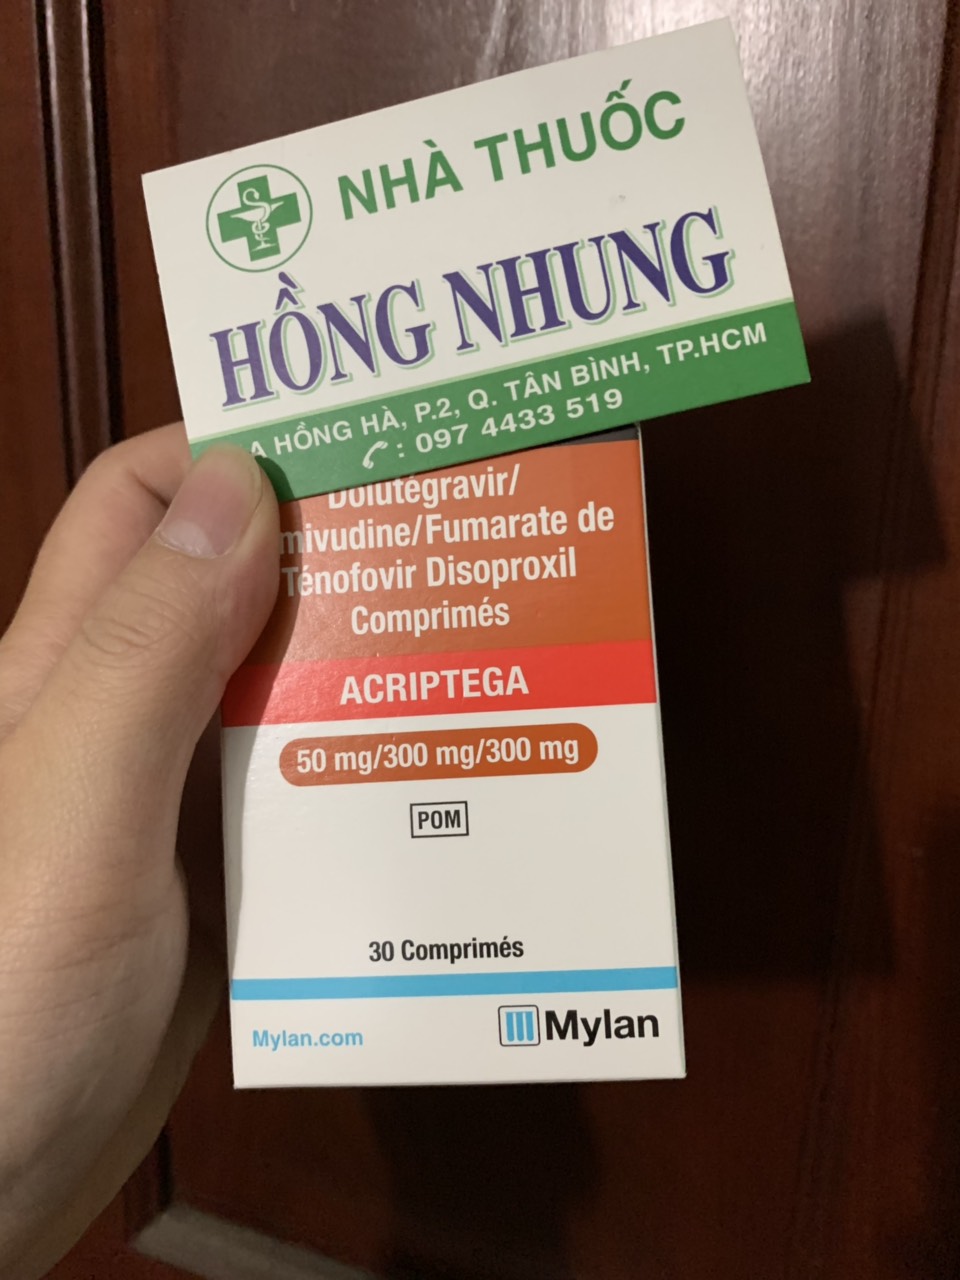 NHÀ THUỐC
HỒNG NHUNG
HỒNG HÀ, P.2, Q. TÂN BÌNH, TP.HCM
: 097 4433 519
Dolutégravir/
mivudine/Fumarate de
Ténofovir Disoproxil
Comprimés
ACRIPTEGA
50 mg/300 mg/300 mg
POM
30 Comprimés
Mylan.com
Mylan